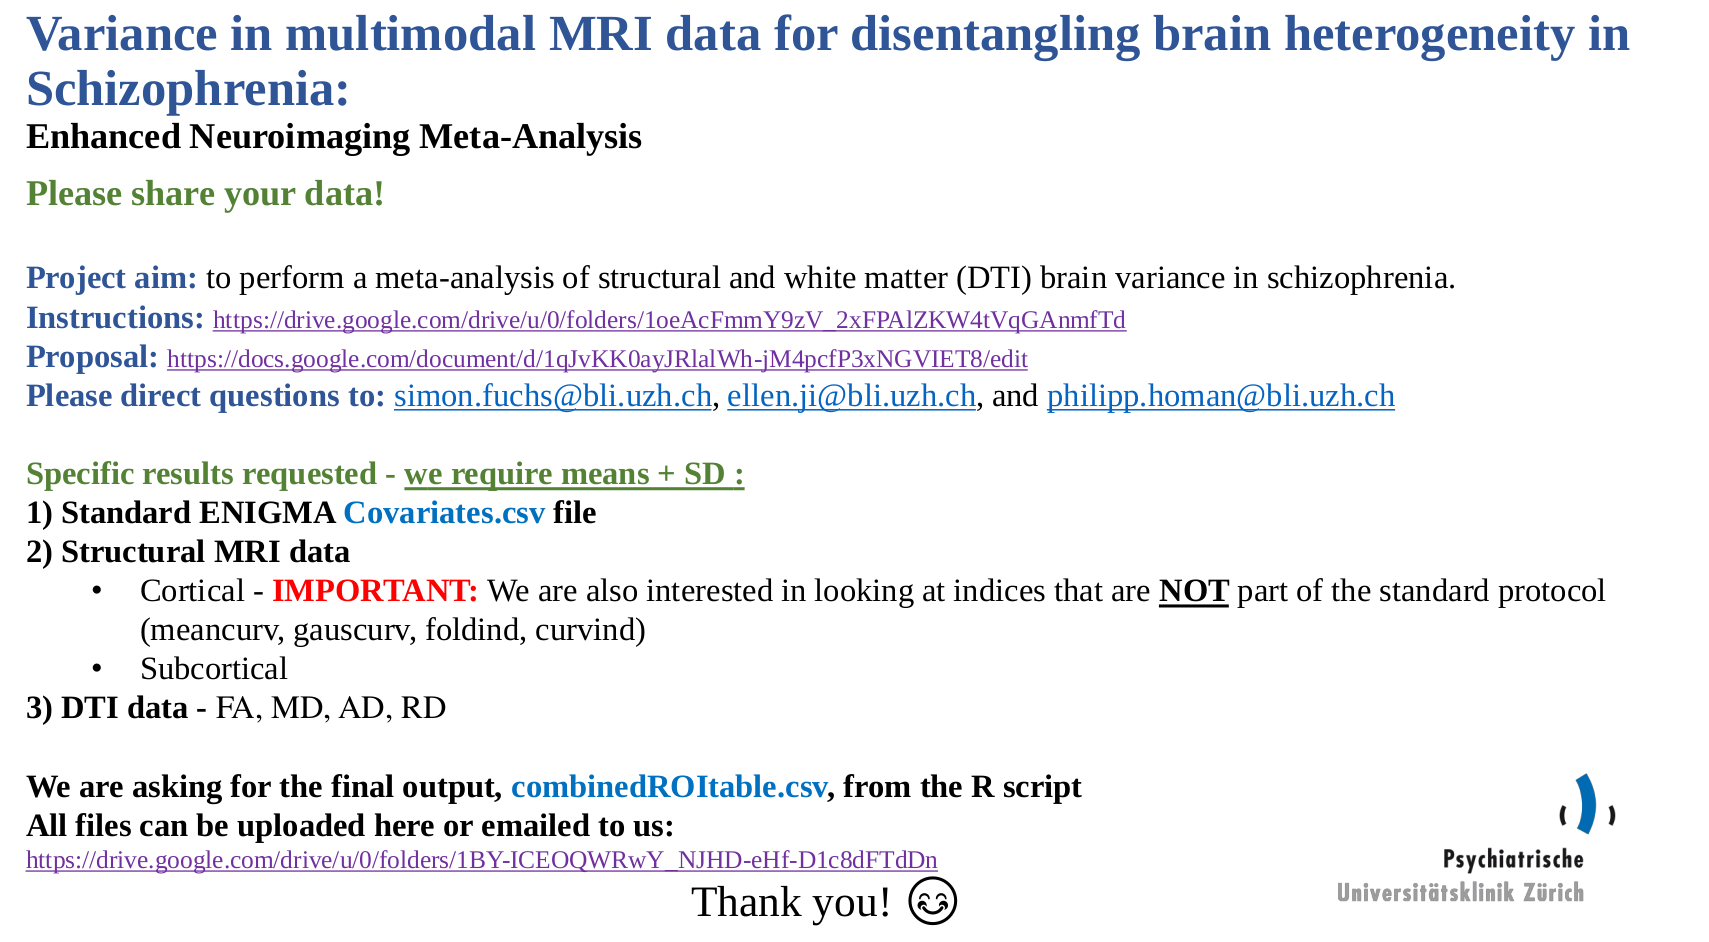 Variance in multimodal MRI data for disentangling brain heterogeneity in
Schizophrenia:
Enhanced Neuroimaging Meta-Analysis
Please share your data!
Project aim: to perform a meta-analysis of structural and white matter (DTI) brain variance in schizophrenia.
Instructions: https://drive.google.com/drive/u/0/folders/1oeAcFmmY9zV_2xFPAlZKW4tVqGAnmfTd
Proposal: https://docs.google.com/document/d/1qJvKK0ayJRlalWh-jM4pcfP3xNGVIET8/edit
Please direct questions to: simon.fuchs@bli.uzh.ch, ellen.ji@bli.uzh.ch, and philipp.homan@bli.uzh.ch
Specific results requested - we require means + SD :
1) Standard ENIGMA Covariates.csv file
2) Structural MRI data
• Cortical - IMPORTANT: We are also interested in looking at indices that are NOT part of the standard protocol
(meancurv, gauscurv, foldind, curvind)
• Subcortical
3) DTI data - FA, MD, AD, RD
We are asking for the final output, combinedROItable.csv, from the R script
All files can be uploaded here or emailed to us:
https://drive.google.com/drive/u/0/folders/1BY-ICEOQWRwY_NJHD-eHf-D1c8dFTdDn
Thank you! 😊
Psychiatrische
Universitätsklinik Zürich